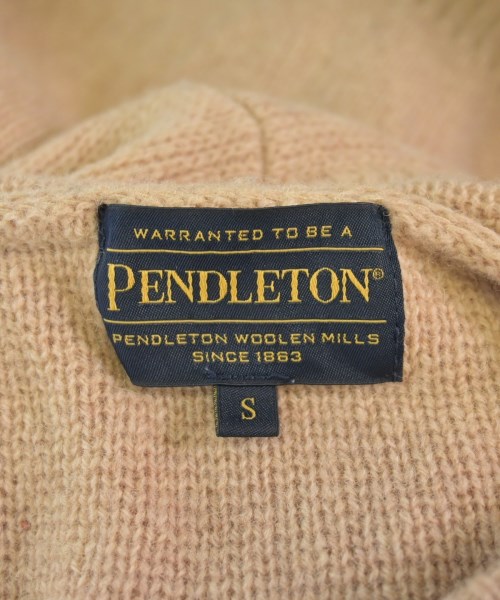 WARRANTED TO BE A
PENDLETON®
PENDLETON WOOLEN MILLS
SINCE 1863
S